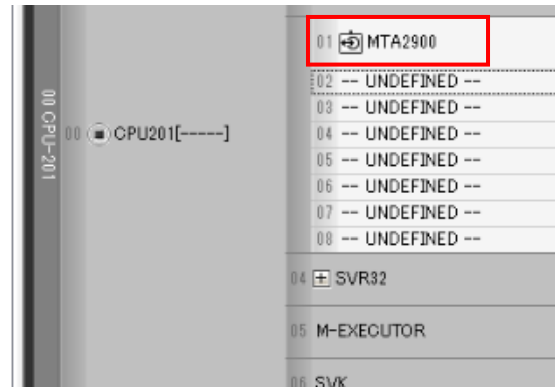 00 CPU-201
00 CPU201[-----]
01 MTA2900
02 -- UNDEFINED --
03 -- UNDEFINED --
04 -- UNDEFINED --
05 -- UNDEFINED --
06 -- UNDEFINED --
07 -- UNDEFINED --
08 -- UNDEFINED --
04 + SVR32
05 M-EXECUTOR
06 SVK